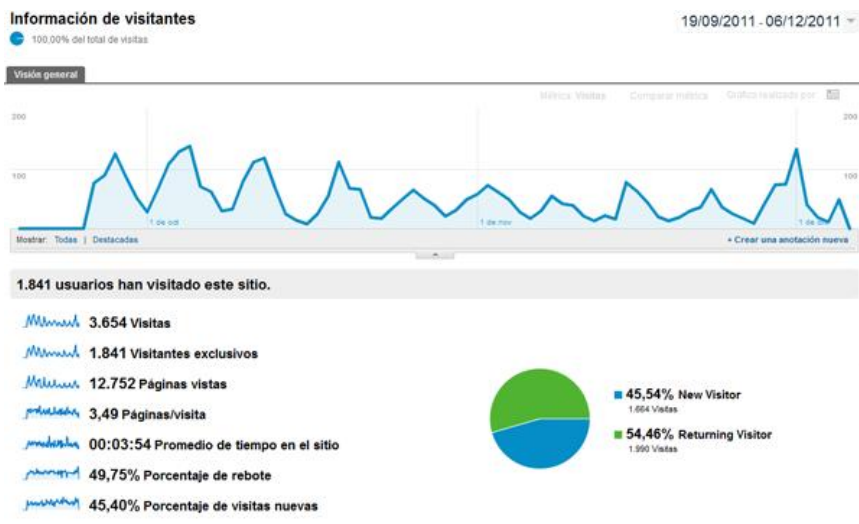 Información de visitantes
19/09/2011 - 06/12/2011
100,00% del total de visitas
Visión general
Métrica: Visitas Comparar métrica Gráfico realizado por:
200 200
100 100
1 de oct 1 de nov 1 de
Mostrar: Todas | Destacadas + Crear una anotación nueva
1.841 usuarios han visitado este sitio.
3.654 Visitas
1.841 Visitantes exclusivos
12.752 Páginas vistas
3,49 Páginas/visita
00:03:54 Promedio de tiempo en el sitio
49,75% Porcentaje de rebote
45,40% Porcentaje de visitas nuevas
45,54% New Visitor
1.664 Visitas
54,46% Returning Visitor
1.990 Visitas